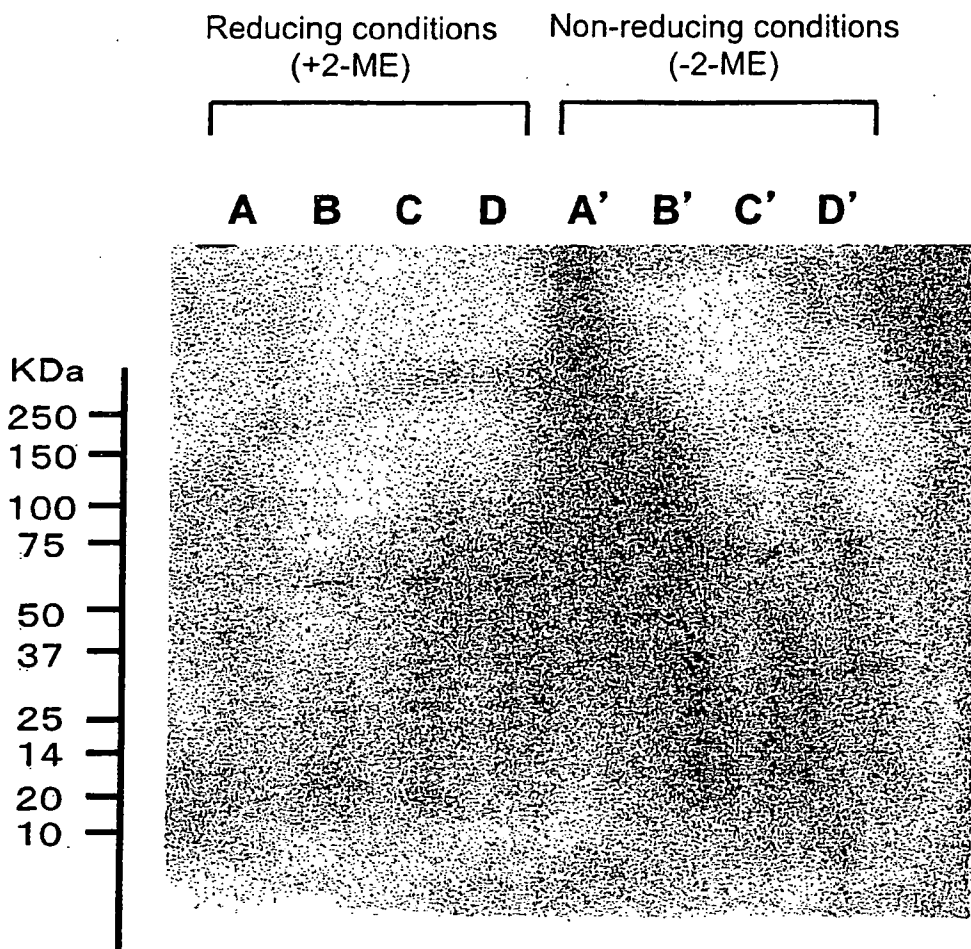 Reducing conditions
(+2-ME)
Non-reducing conditions
(-2-ME)
A B C D A’ B’ C’ D’
KDa
250
150
100
75
50
37
25
14
20
10